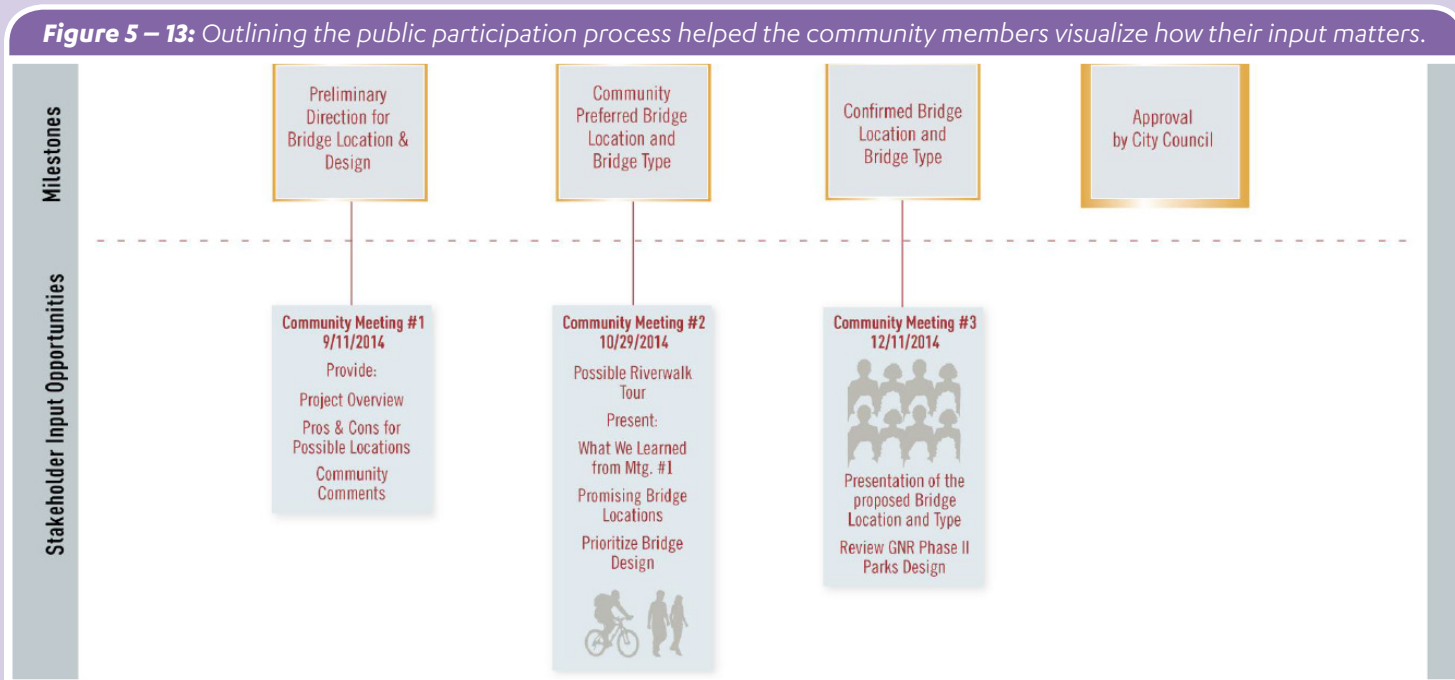 Figure 5 – 13: Outlining the public participation process helped the community members visualize how their input matters.
Milestones
Preliminary
Direction for
Bridge Location &
Design
Community
Preferred Bridge
Location and
Bridge Type
Confirmed Bridge
Location and
Bridge Type
Approval
by City Council
Stakeholder Input Opportunities
Community Meeting #1
9/11/2014
Provide:
Project Overview
Pros & Cons for
Possible Locations
Community
Comments
Community Meeting #2
10/29/2014
Possible Riverwalk
Tour
Present:
What We Learned
from Mtg. #1
Promising Bridge
Locations
Prioritize Bridge
Design
Community Meeting #3
12/11/2014
Presentation of the
proposed Bridge
Location and Type
Review GNR Phase II
Parks Design